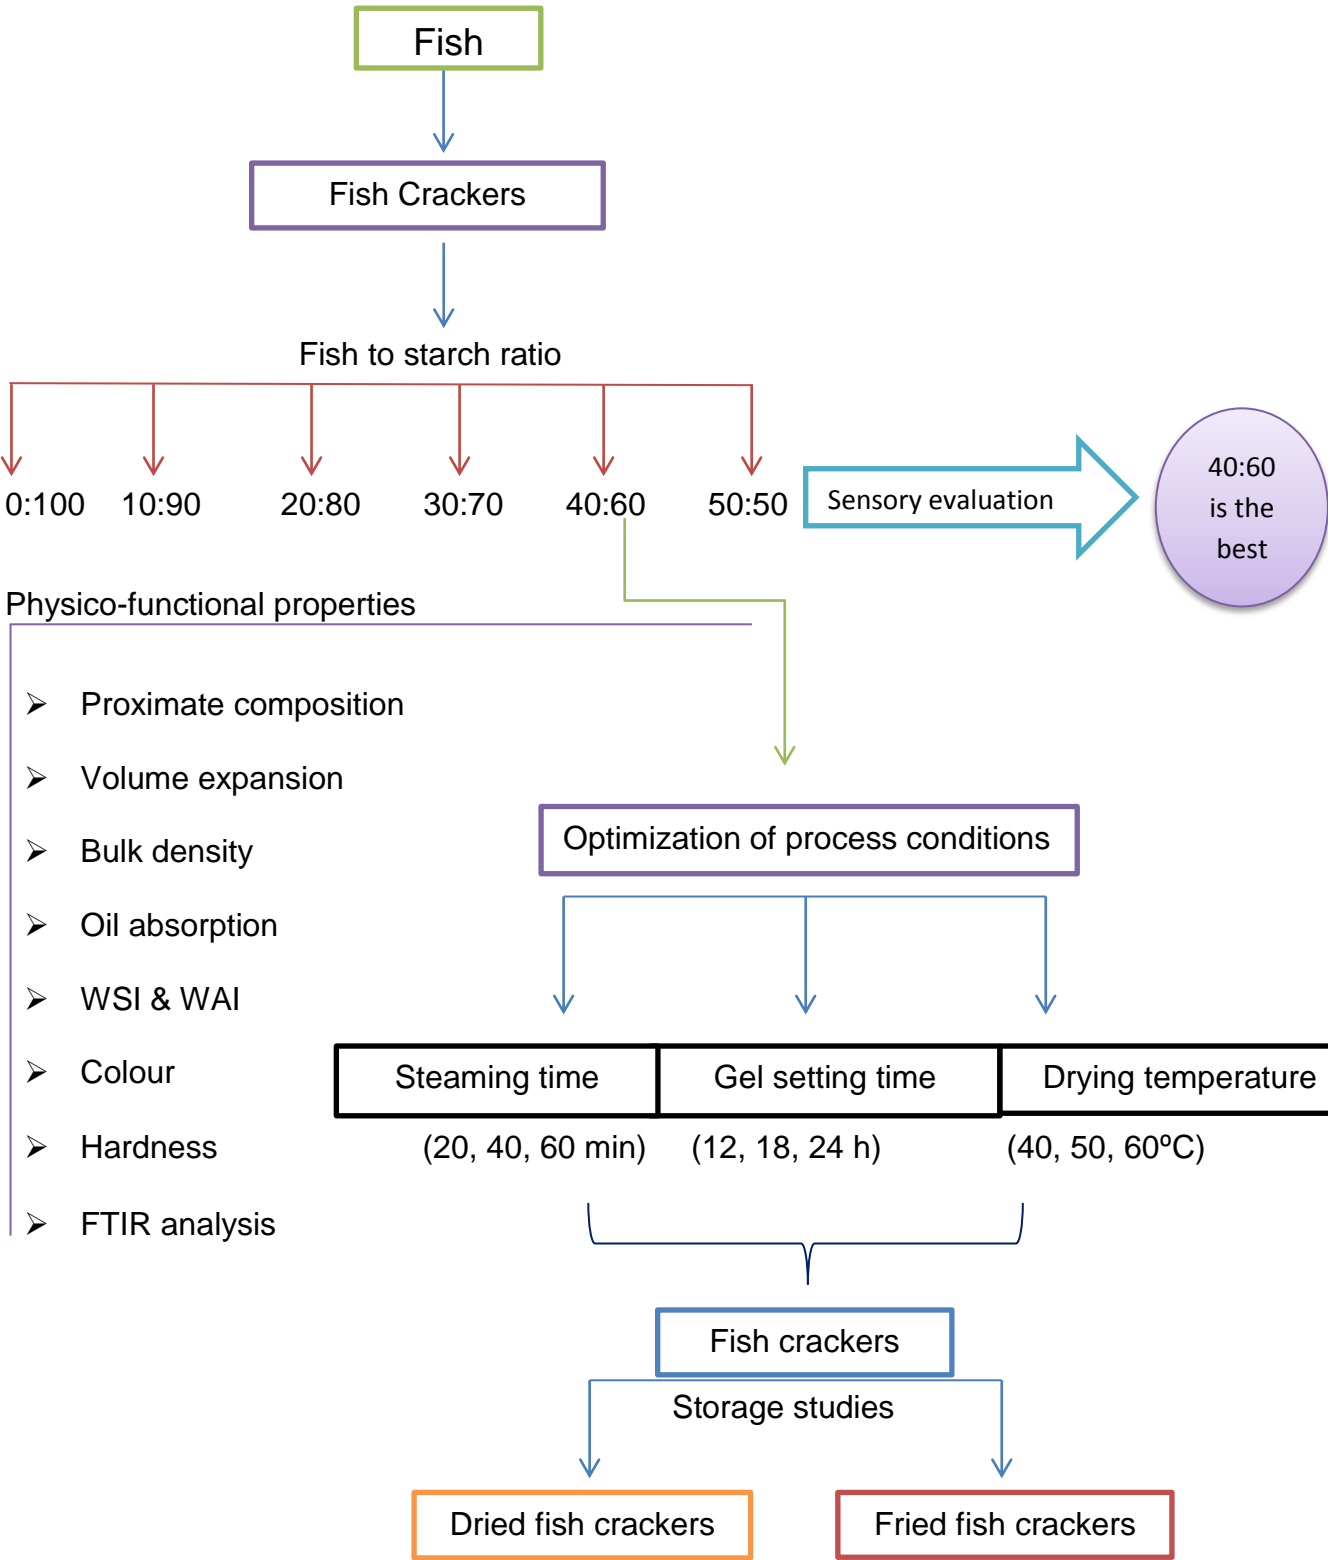 Fish
Fish Crackers
Fish to starch ratio
0:100 10:90 20:80 30:70 40:60 50:50
Sensory evaluation
40:60
is the
best
Physico-functional properties
➢ Proximate composition
➢ Volume expansion
➢ Bulk density
➢ Oil absorption
➢ WSI & WAI
➢ Colour
➢ Hardness
➢ FTIR analysis
Optimization of process conditions
Steaming time Gel setting time Drying temperature
(20, 40, 60 min) (12, 18, 24 h) (40, 50, 60ºC)
Fish crackers
Storage studies
Dried fish crackers Fried fish crackers